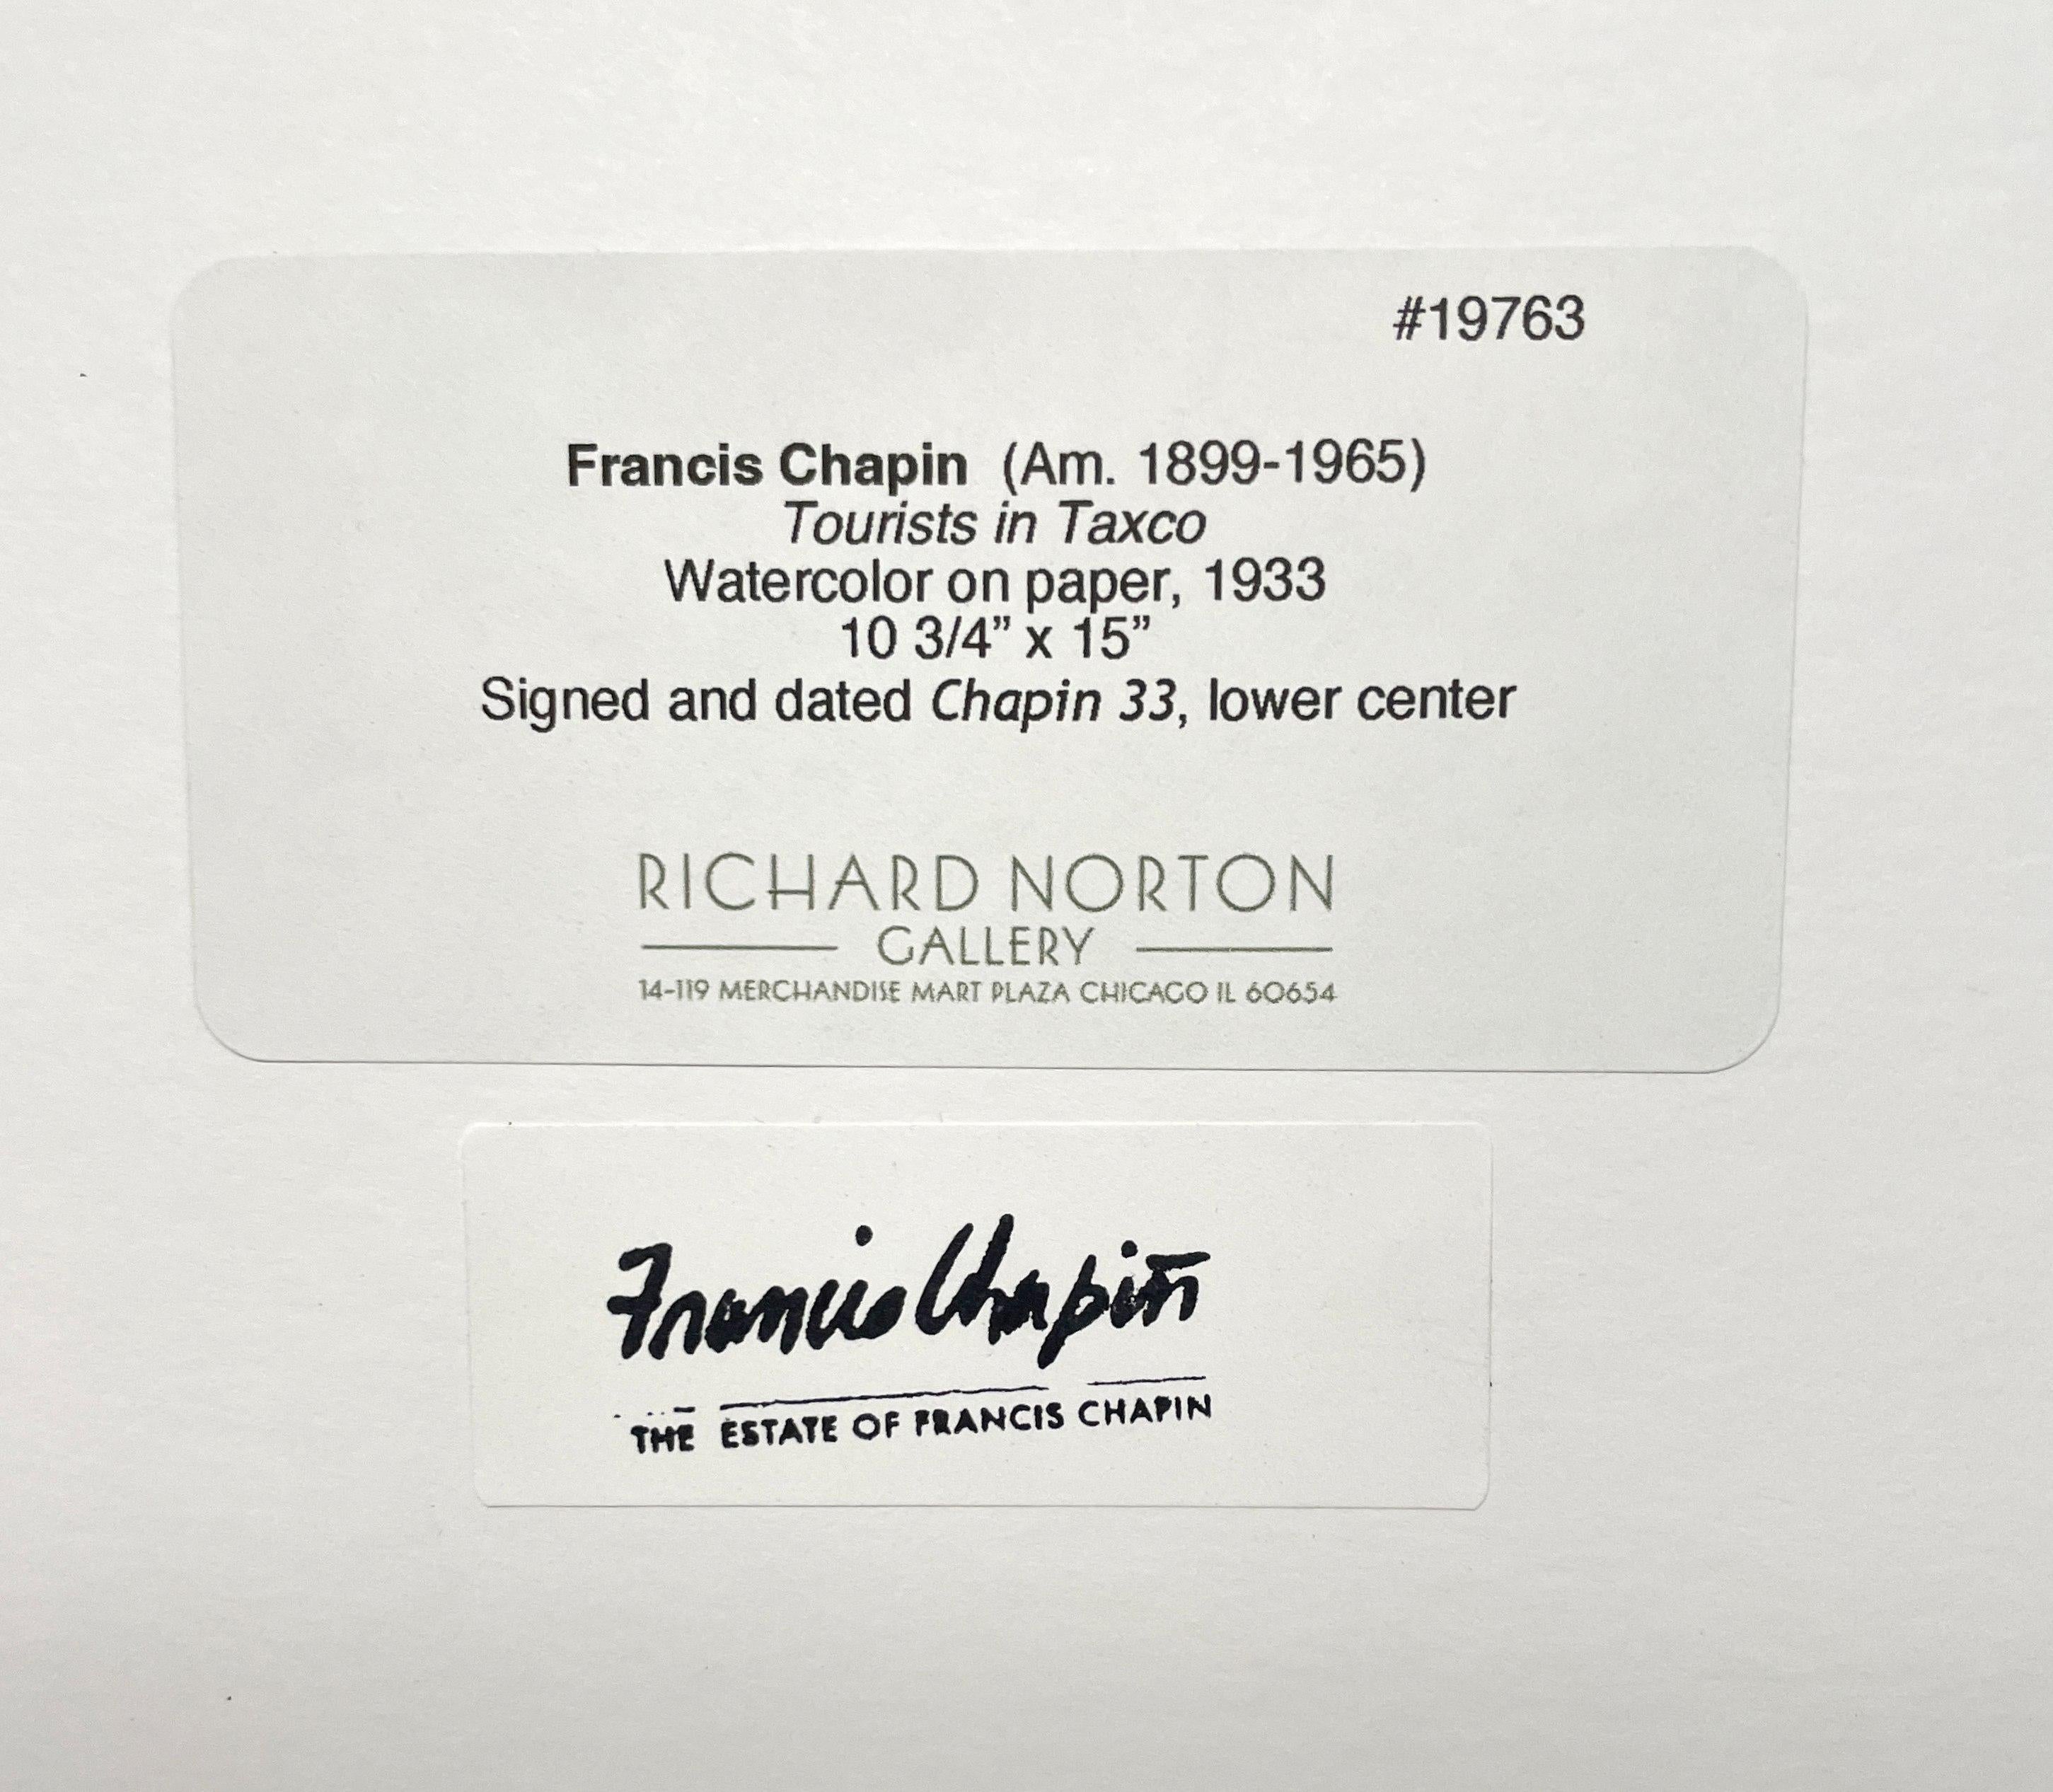 #19763
Francis Chapin (Am. 1899-1965)
Tourists in Taxco
Watercolor on paper, 1933
10 3/4” x 15”
Signed and dated Chapin 33, lower center
RICHARD NORTON
GALLERY
14-119 MERCHANDISE MART PLAZA CHICAGO IL 60654
Francis Chapin
THE ESTATE OF FRANCIS CHAPIN